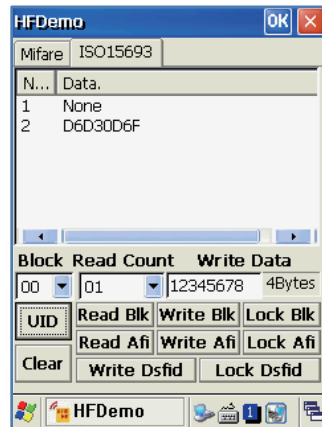 HFDemo OK
Mifare ISO15693
N... Data.
1 None
2 D6D30D6F
Block Read Count Write Data
00 01 12345678 4Bytes
UID Read Blk Write Blk Lock Blk
Read Afi Write Afi Lock Afi
Clear Write Dsfid Lock Dsfid
HFDemo 1